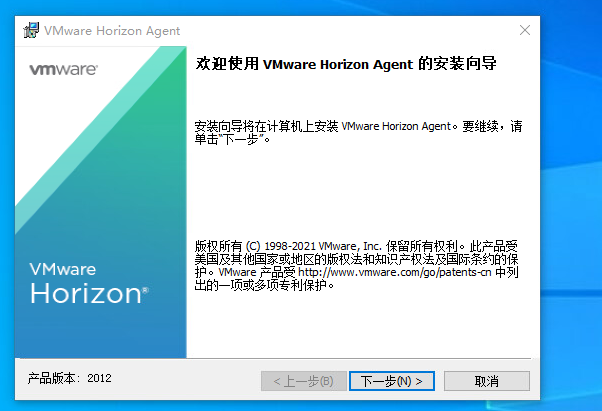 VMware Horizon Agent
vmware®
欢迎使用 VMware Horizon Agent 的安装向导
安装向导将在计算机上安装 VMware Horizon Agent。要继续，请
单击“下一步”。
版权所有 (C) 1998-2021 VMware, Inc. 保留所有权利。此产品受
美国及其他国家或地区的版权法和知识产权法及国际条约的保
护。VMware 产品受 http://www.vmware.com/go/patents-cn 中列
出的一项或多项专利保护。
VMware
Horizon®
产品版本：2012
< 上一步(B)
下一步(N) >
取消